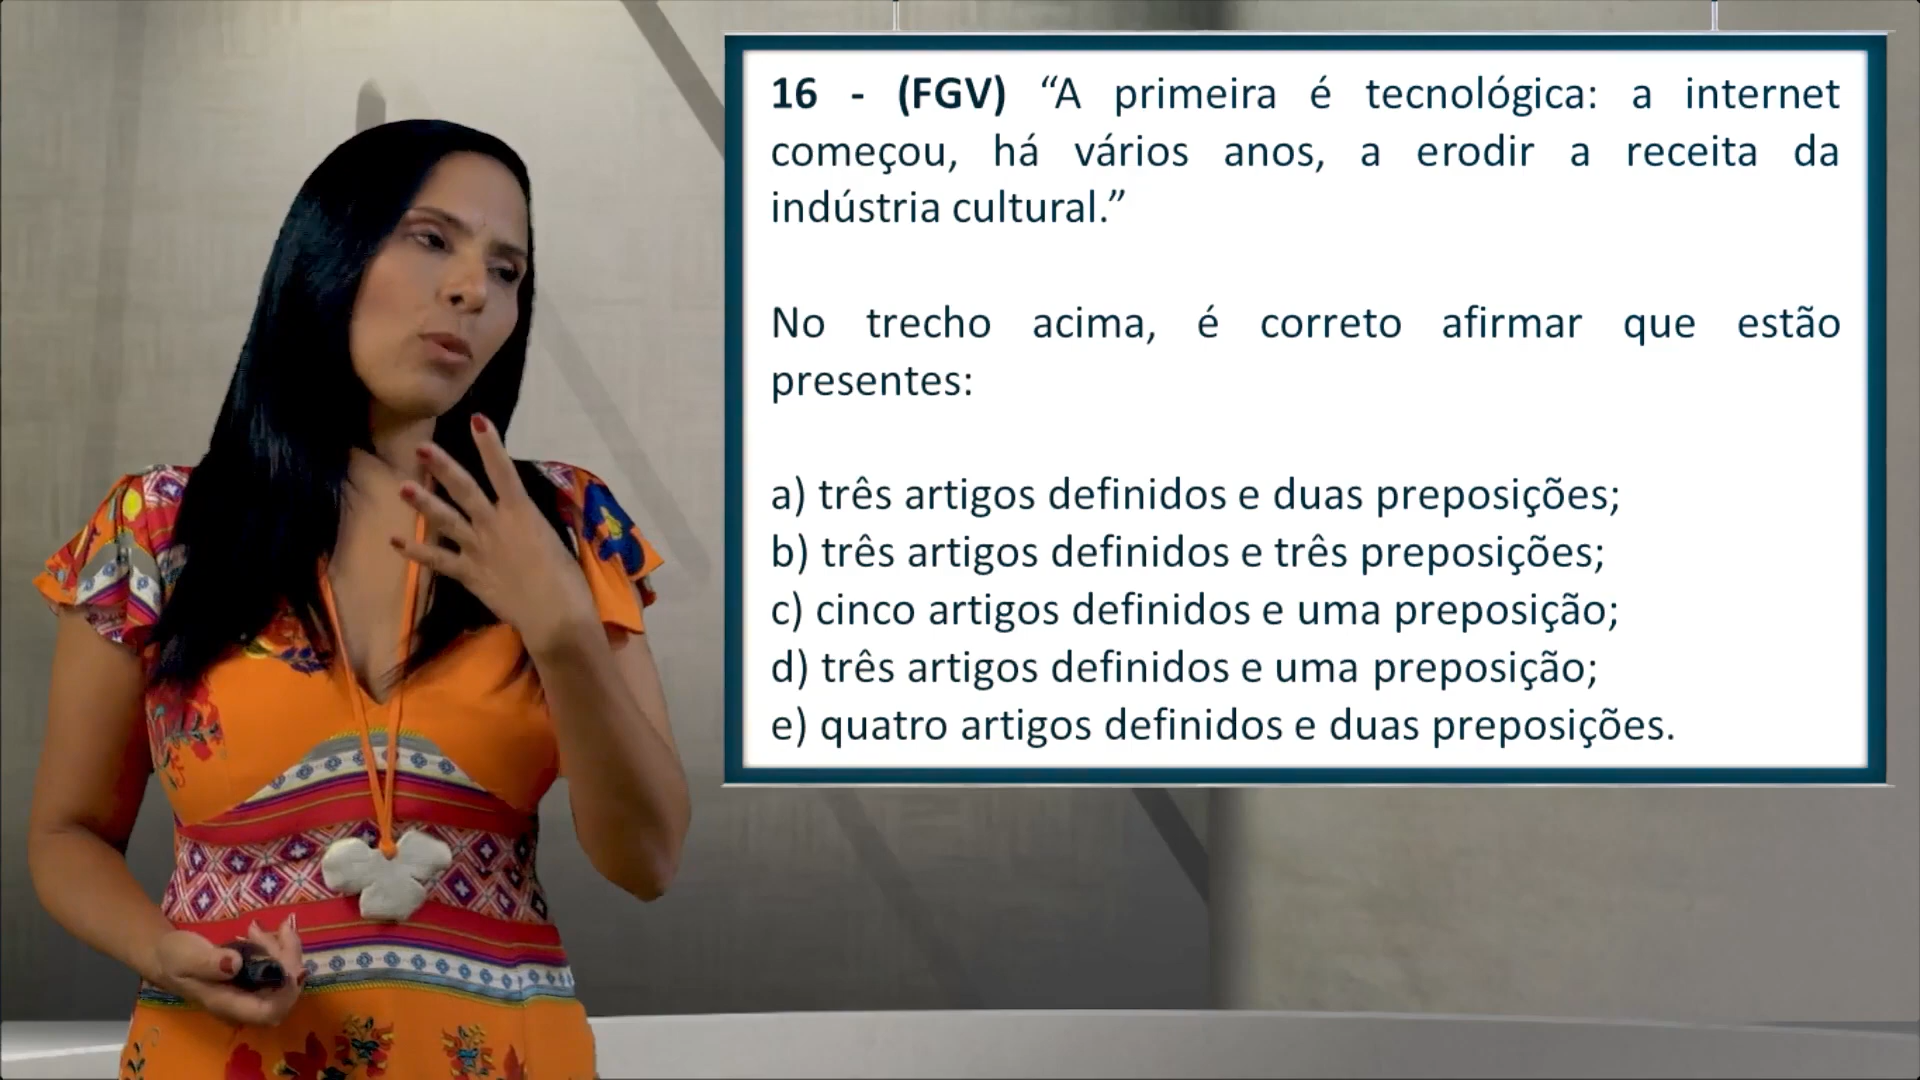 16 - (FGV) “A primeira é tecnológica: a internet
começou, há vários anos, a erodir a receita da
indústria cultural.”
No trecho acima, é correto afirmar que estão
presentes:
a) três artigos definidos e duas preposições;
b) três artigos definidos e três preposições;
c) cinco artigos definidos e uma preposição;
d) três artigos definidos e uma preposição;
e) quatro artigos definidos e duas preposições.